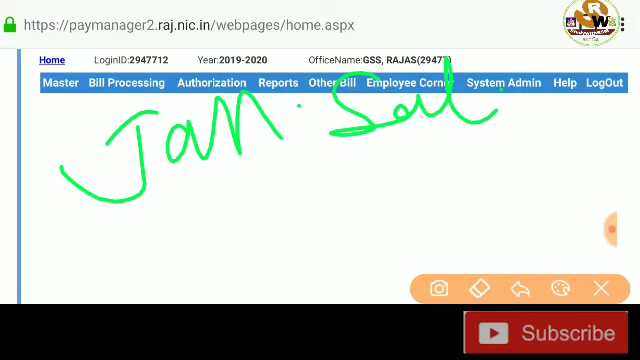 https://paymanager2.raj.nic.in/webpages/home.aspx
Home LoginID:2947712 Year:2019-2020 OfficeName:GSS, RAJAS(29477)
Master Bill Processing Authorization Reports Other Bill Employee Corner System Admin Help LogOut
Jan. Sal.
Subscribe